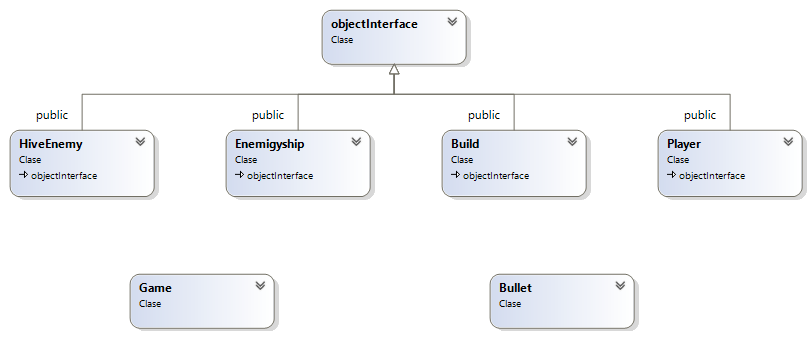 objectInterface
Clase
public
public
public
public
HiveEnemy
Clase
objectInterface
Enemigyship
Clase
objectInterface
Build
Clase
objectInterface
Player
Clase
objectInterface
Game
Clase
Bullet
Clase